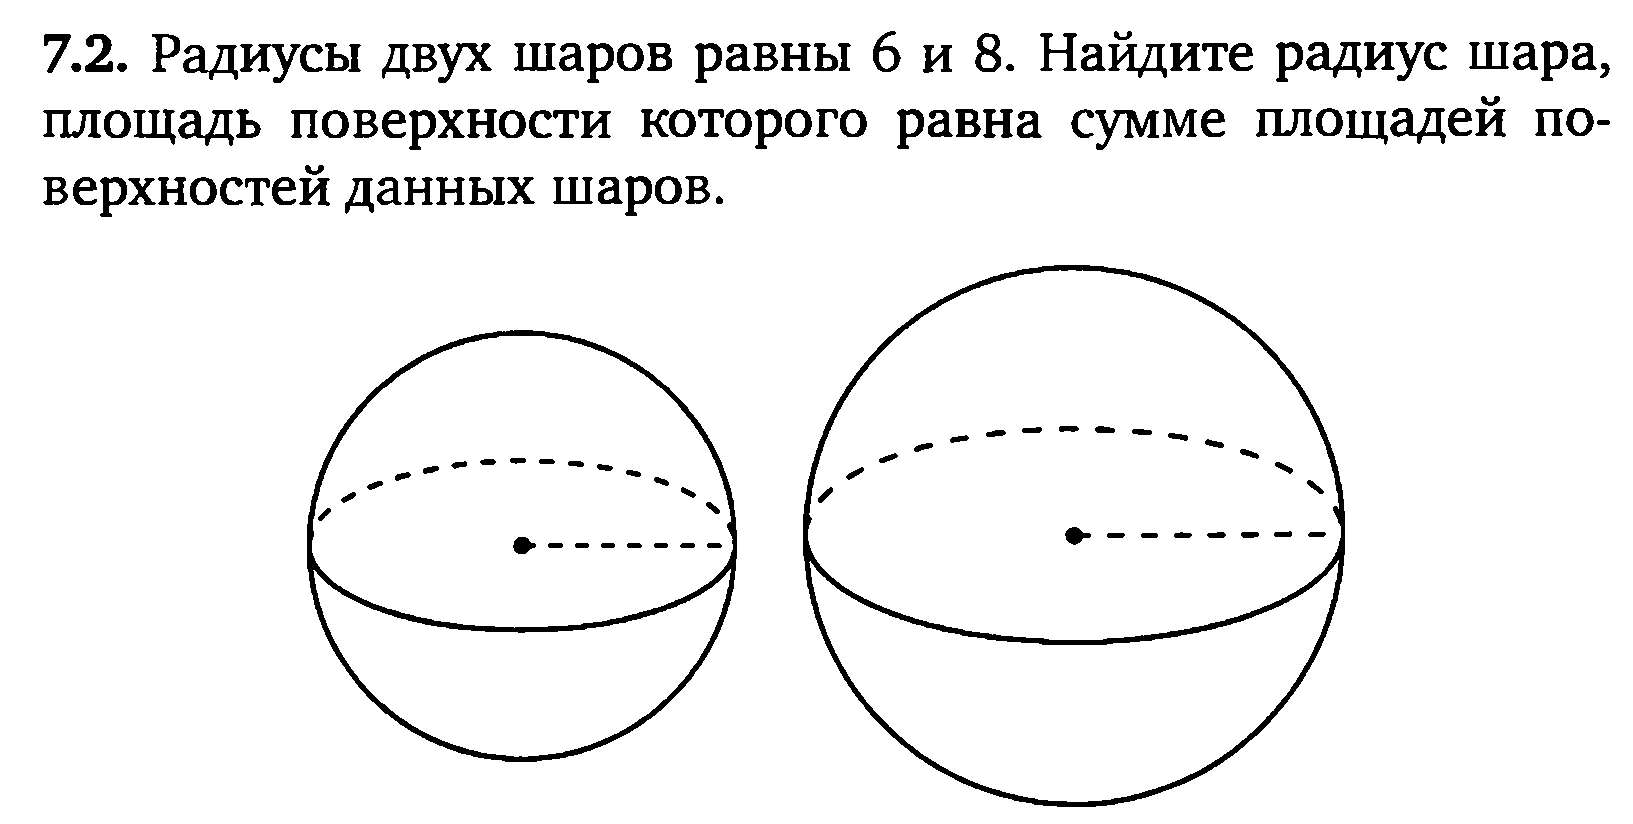 7.2. Радиусы двух шаров равны 6 и 8. Найдите радиус шара,
площадь поверхности которого равна сумме площадей по-
верхностей данных шаров.